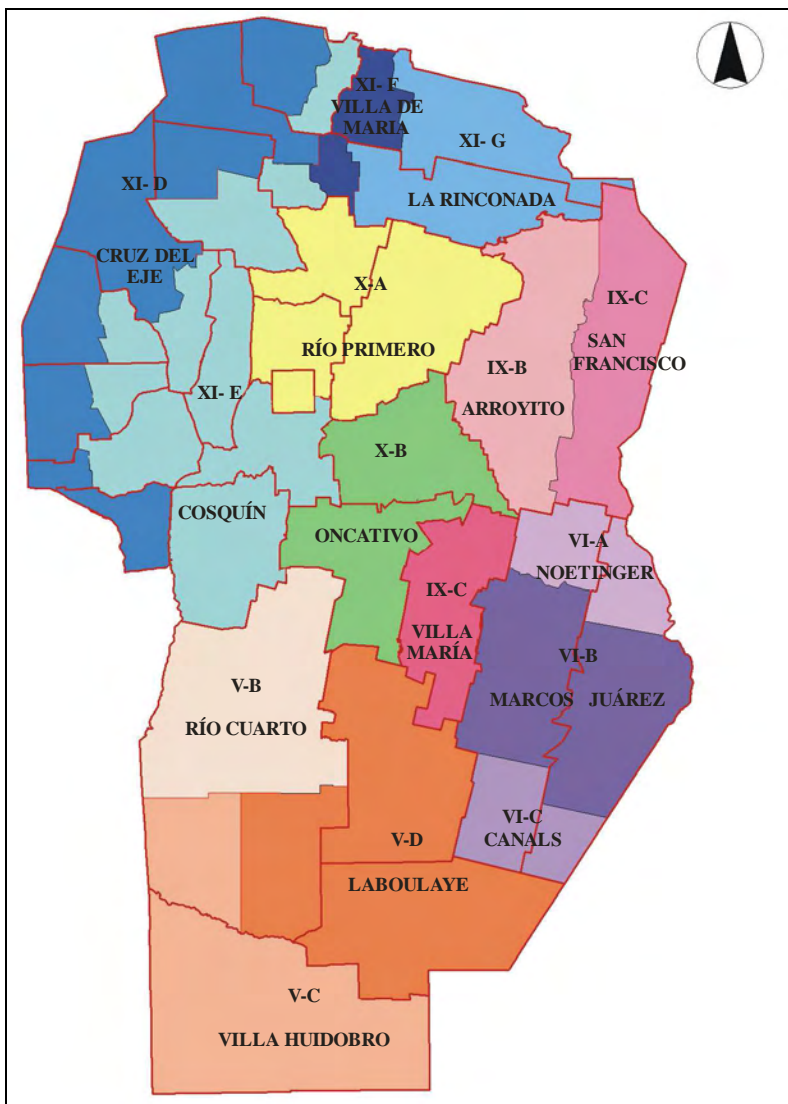 XI- F
VILLA DE
MARIA
XI- G
XI- D
LA RINCONADA
CRUZ DEL
EJE
X-A
IX-C
RÍO PRIMERO
SAN
FRANCISCO
IX-B
ARROYITO
XI- E
X-B
COSQUÍN
ONCATIVO
VI-A
NOETINGER
IX-C
VILLA
MARÍA
V-B
RÍO CUARTO
VI-B
MARCOS JUÁREZ
VI-C
CANALS
V-D
LABOULAYE
V-C
VILLA HUIDOBRO